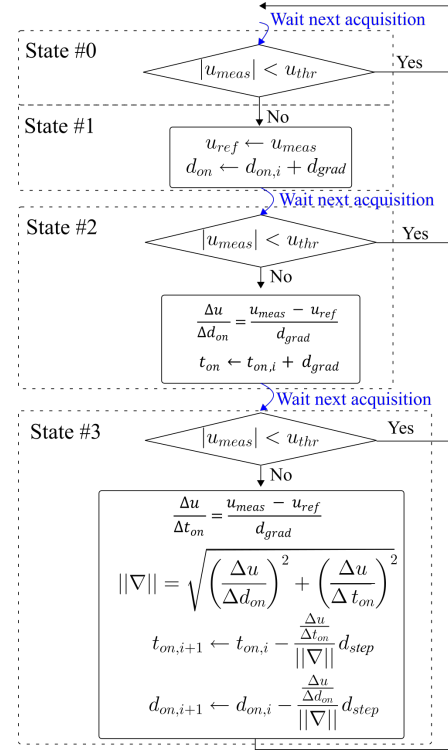 Wait next acquisition
State #0
|u_meas| < u_thr
Yes
No
State #1
u_ref ← u_meas
d_on ← d_on,i + d_grad
Wait next acquisition
State #2
|u_meas| < u_thr
Yes
No
Δu/Δd_on = (u_meas − u_ref)/d_grad
t_on ← t_on,i + d_grad
Wait next acquisition
State #3
|u_meas| < u_thr
Yes
No
Δu/Δt_on = (u_meas − u_ref)/d_grad
||∇|| = √((Δu/Δd_on)² + (Δu/Δt_on)²)
t_on,i+1 ← t_on,i − (Δu/Δt_on)/||∇|| d_step
d_on,i+1 ← d_on,i − (Δu/Δd_on)/||∇|| d_step